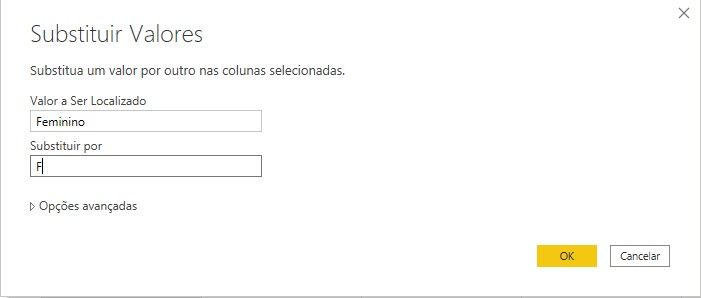 Substituir Valores
Substitua um valor por outro nas colunas selecionadas.
Valor a Ser Localizado
Feminino
Substituir por
F
Opções avançadas
OK
Cancelar